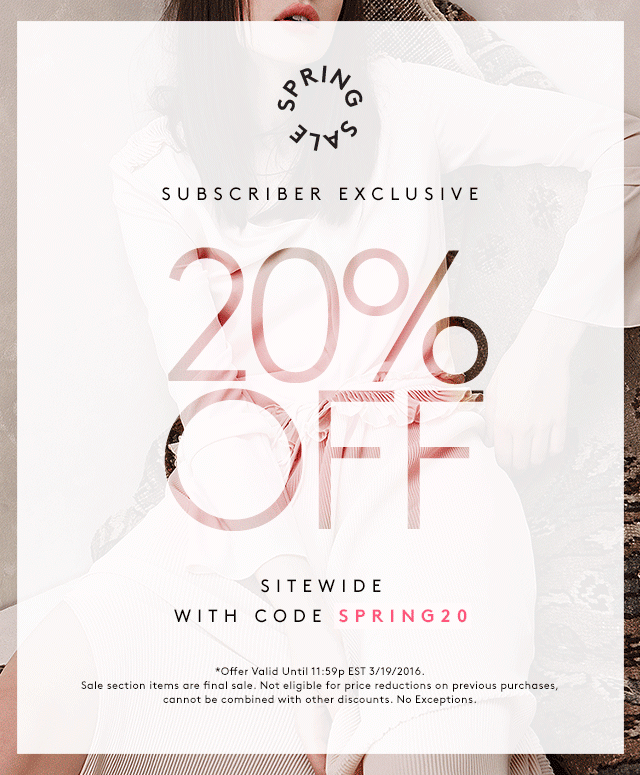 SPRING SALE
SUBSCRIBER EXCLUSIVE
20%
OFF
SITEWIDE
WITH CODE SPRING20
*Offer Valid Until 11:59p EST 3/19/2016.
Sale section items are final sale. Not eligible for price reductions on previous purchases,
cannot be combined with other discounts. No Exceptions.